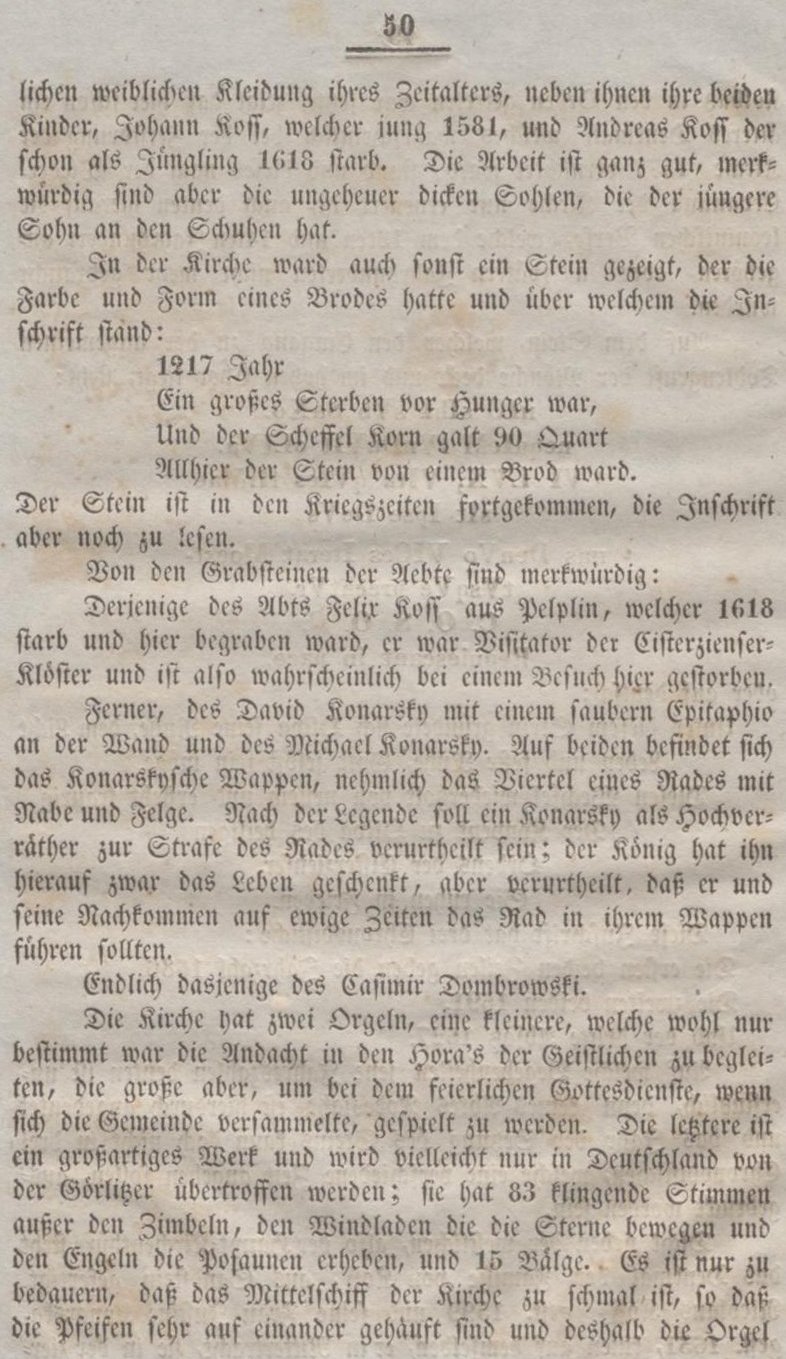 50
lichen weiblichen Kleidung ihres Zeitalters, neben ihnen ihre beiden
Kinder, Johann Koss, welcher jung 1581, und Andreas Koss der
schon als Jüngling 1618 starb. Die Arbeit ist ganz gut, merk-
würdig sind aber die ungeheuer dicken Sohlen, die der jüngere
Sohn an den Schuhen hat.
In der Kirche ward auch sonst ein Stein gezeigt, der die
Farbe und Form eines Brodes hatte und über welchem die In-
schrift stand:
1217 Jahr
Ein großes Sterben vor Hunger war,
Und der Scheffel Korn galt 90 Quart
Allhier der Stein von einem Brod ward.
Der Stein ist in den Kriegszeiten fortgekommen, die Inschrift
aber noch zu lesen.
Von den Grabsteinen der Aebte sind merkwürdig:
Derjenige des Abts Felix Koss aus Pelplin, welcher 1618
starb und hier begraben ward, er war Visitator der Cisterzienser-
Klöster und ist also wahrscheinlich bei einem Besuch hier gestorben.
Ferner, des David Konarsky mit einem saubern Epitaphio
an der Wand und des Michael Konarsky. Auf beiden befindet sich
das Konarskysche Wappen, nehmlich das Viertel eines Rades mit
Nabe und Felge. Nach der Legende soll ein Konarsky als Hochver-
räther zur Strafe des Rades verurtheilt sein; der König hat ihn
hierauf zwar das Leben geschenkt, aber verurtheilt, daß er und
seine Nachkommen auf ewige Zeiten das Rad in ihrem Wappen
führen sollten.
Endlich dasjenige des Casimir Dombrowski.
Die Kirche hat zwei Orgeln, eine kleinere, welche wohl nur
bestimmt war die Andacht in den Hora's der Geistlichen zu beglei-
ten, die große aber, um bei dem feierlichen Gottesdienste, wenn
sich die Gemeinde versammelte, gespielt zu werden. Die letztere ist
ein großartiges Werk und wird vielleicht nur in Deutschland von
der Görlitzer übertroffen werden; sie hat 83 klingende Stimmen
außer den Zimbeln, den Windladen die die Sterne bewegen und
den Engeln die Posaunen erheben, und 15 Bälge. Es ist nur zu
bedauern, daß das Mittelschiff der Kirche zu schmal ist, so daß
die Pfeifen sehr auf einander gehäuft sind und deshalb die Orgel